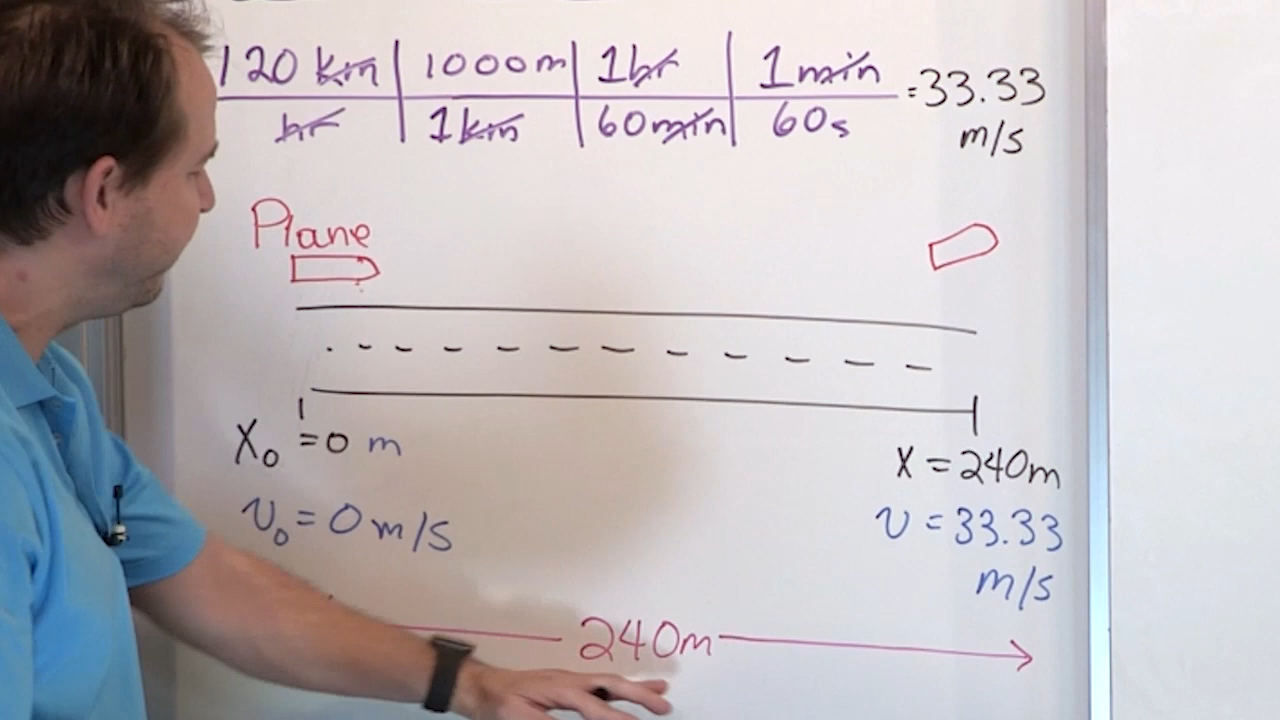 120 km | 1000m | 1hr | 1min = 33.33
hr | 1km | 60min | 60s m/s
Plane
X₀ = 0 m
X = 240m
v₀ = 0 m/s
v = 33.33
m/s
240m